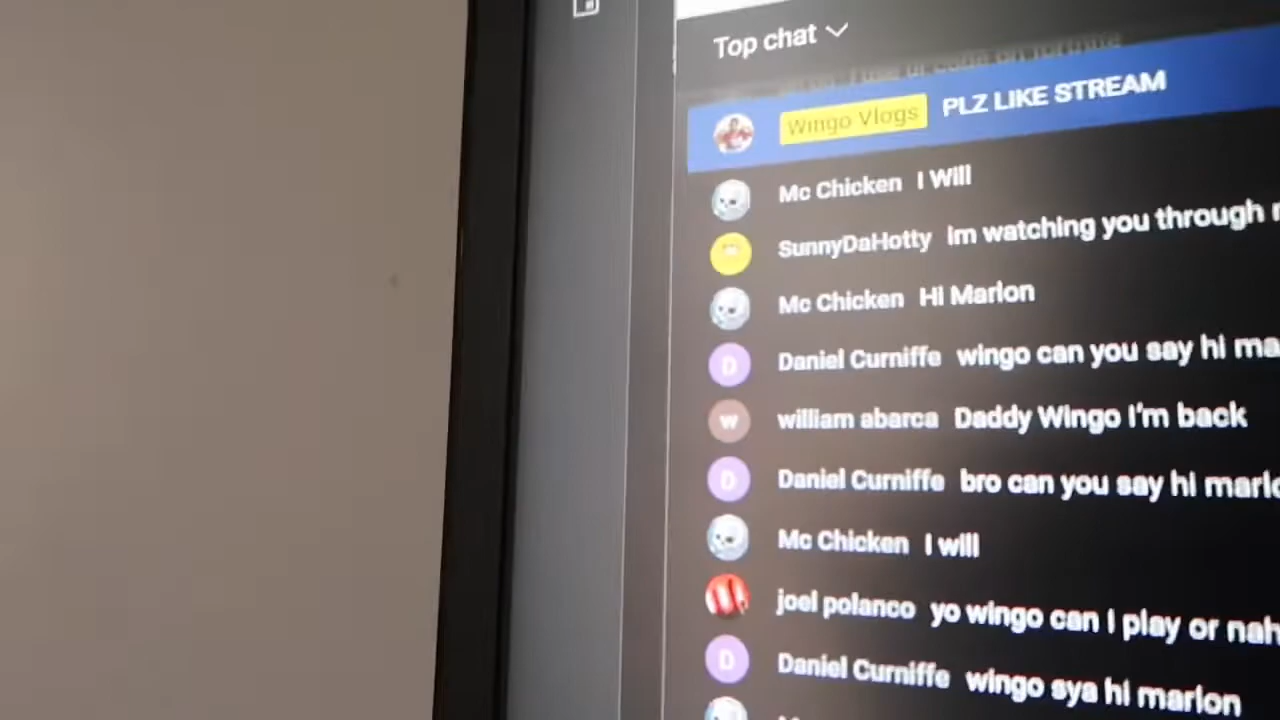 Top chat
Wingo Vlogs PLZ LIKE STREAM
Mc Chicken I Will
SunnyDaHotty Im watching you through
Mc Chicken Hi Marlon
D Daniel Curniffe wingo can you say hi ma
w william abarca Daddy Wingo I'm back
D Daniel Curniffe bro can you say hi marlo
Mc Chicken I will
joel polanco yo wingo can I play or nah
D Daniel Curniffe wingo sya hi marlon